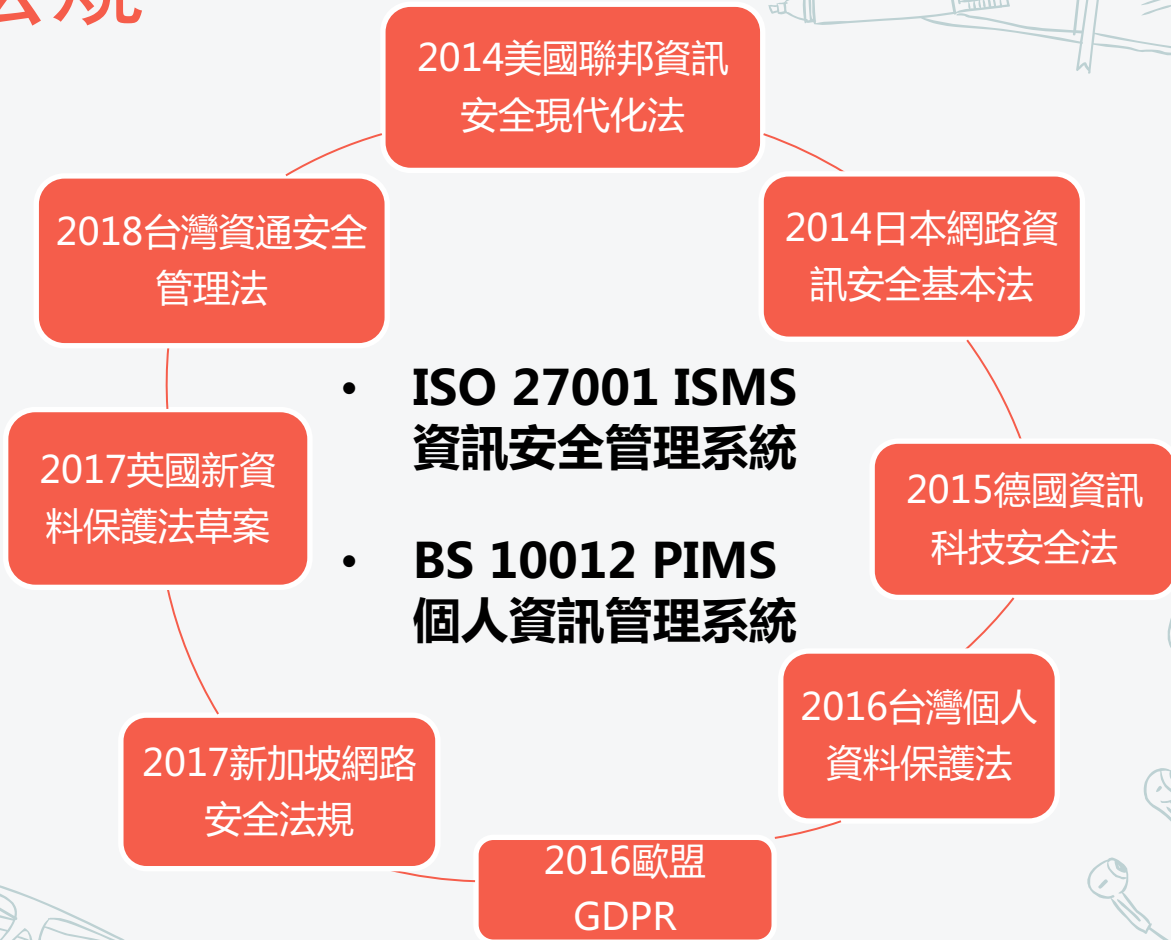 法規
2014美國聯邦資訊
安全現代化法
2014日本網路資
訊安全基本法
2015德國資訊
科技安全法
2016台灣個人
資料保護法
2016歐盟
GDPR
2017新加坡網路
安全法規
2017英國新資
料保護法草案
2018台灣資通安全
管理法
• ISO 27001 ISMS
資訊安全管理系統
• BS 10012 PIMS
個人資訊管理系統